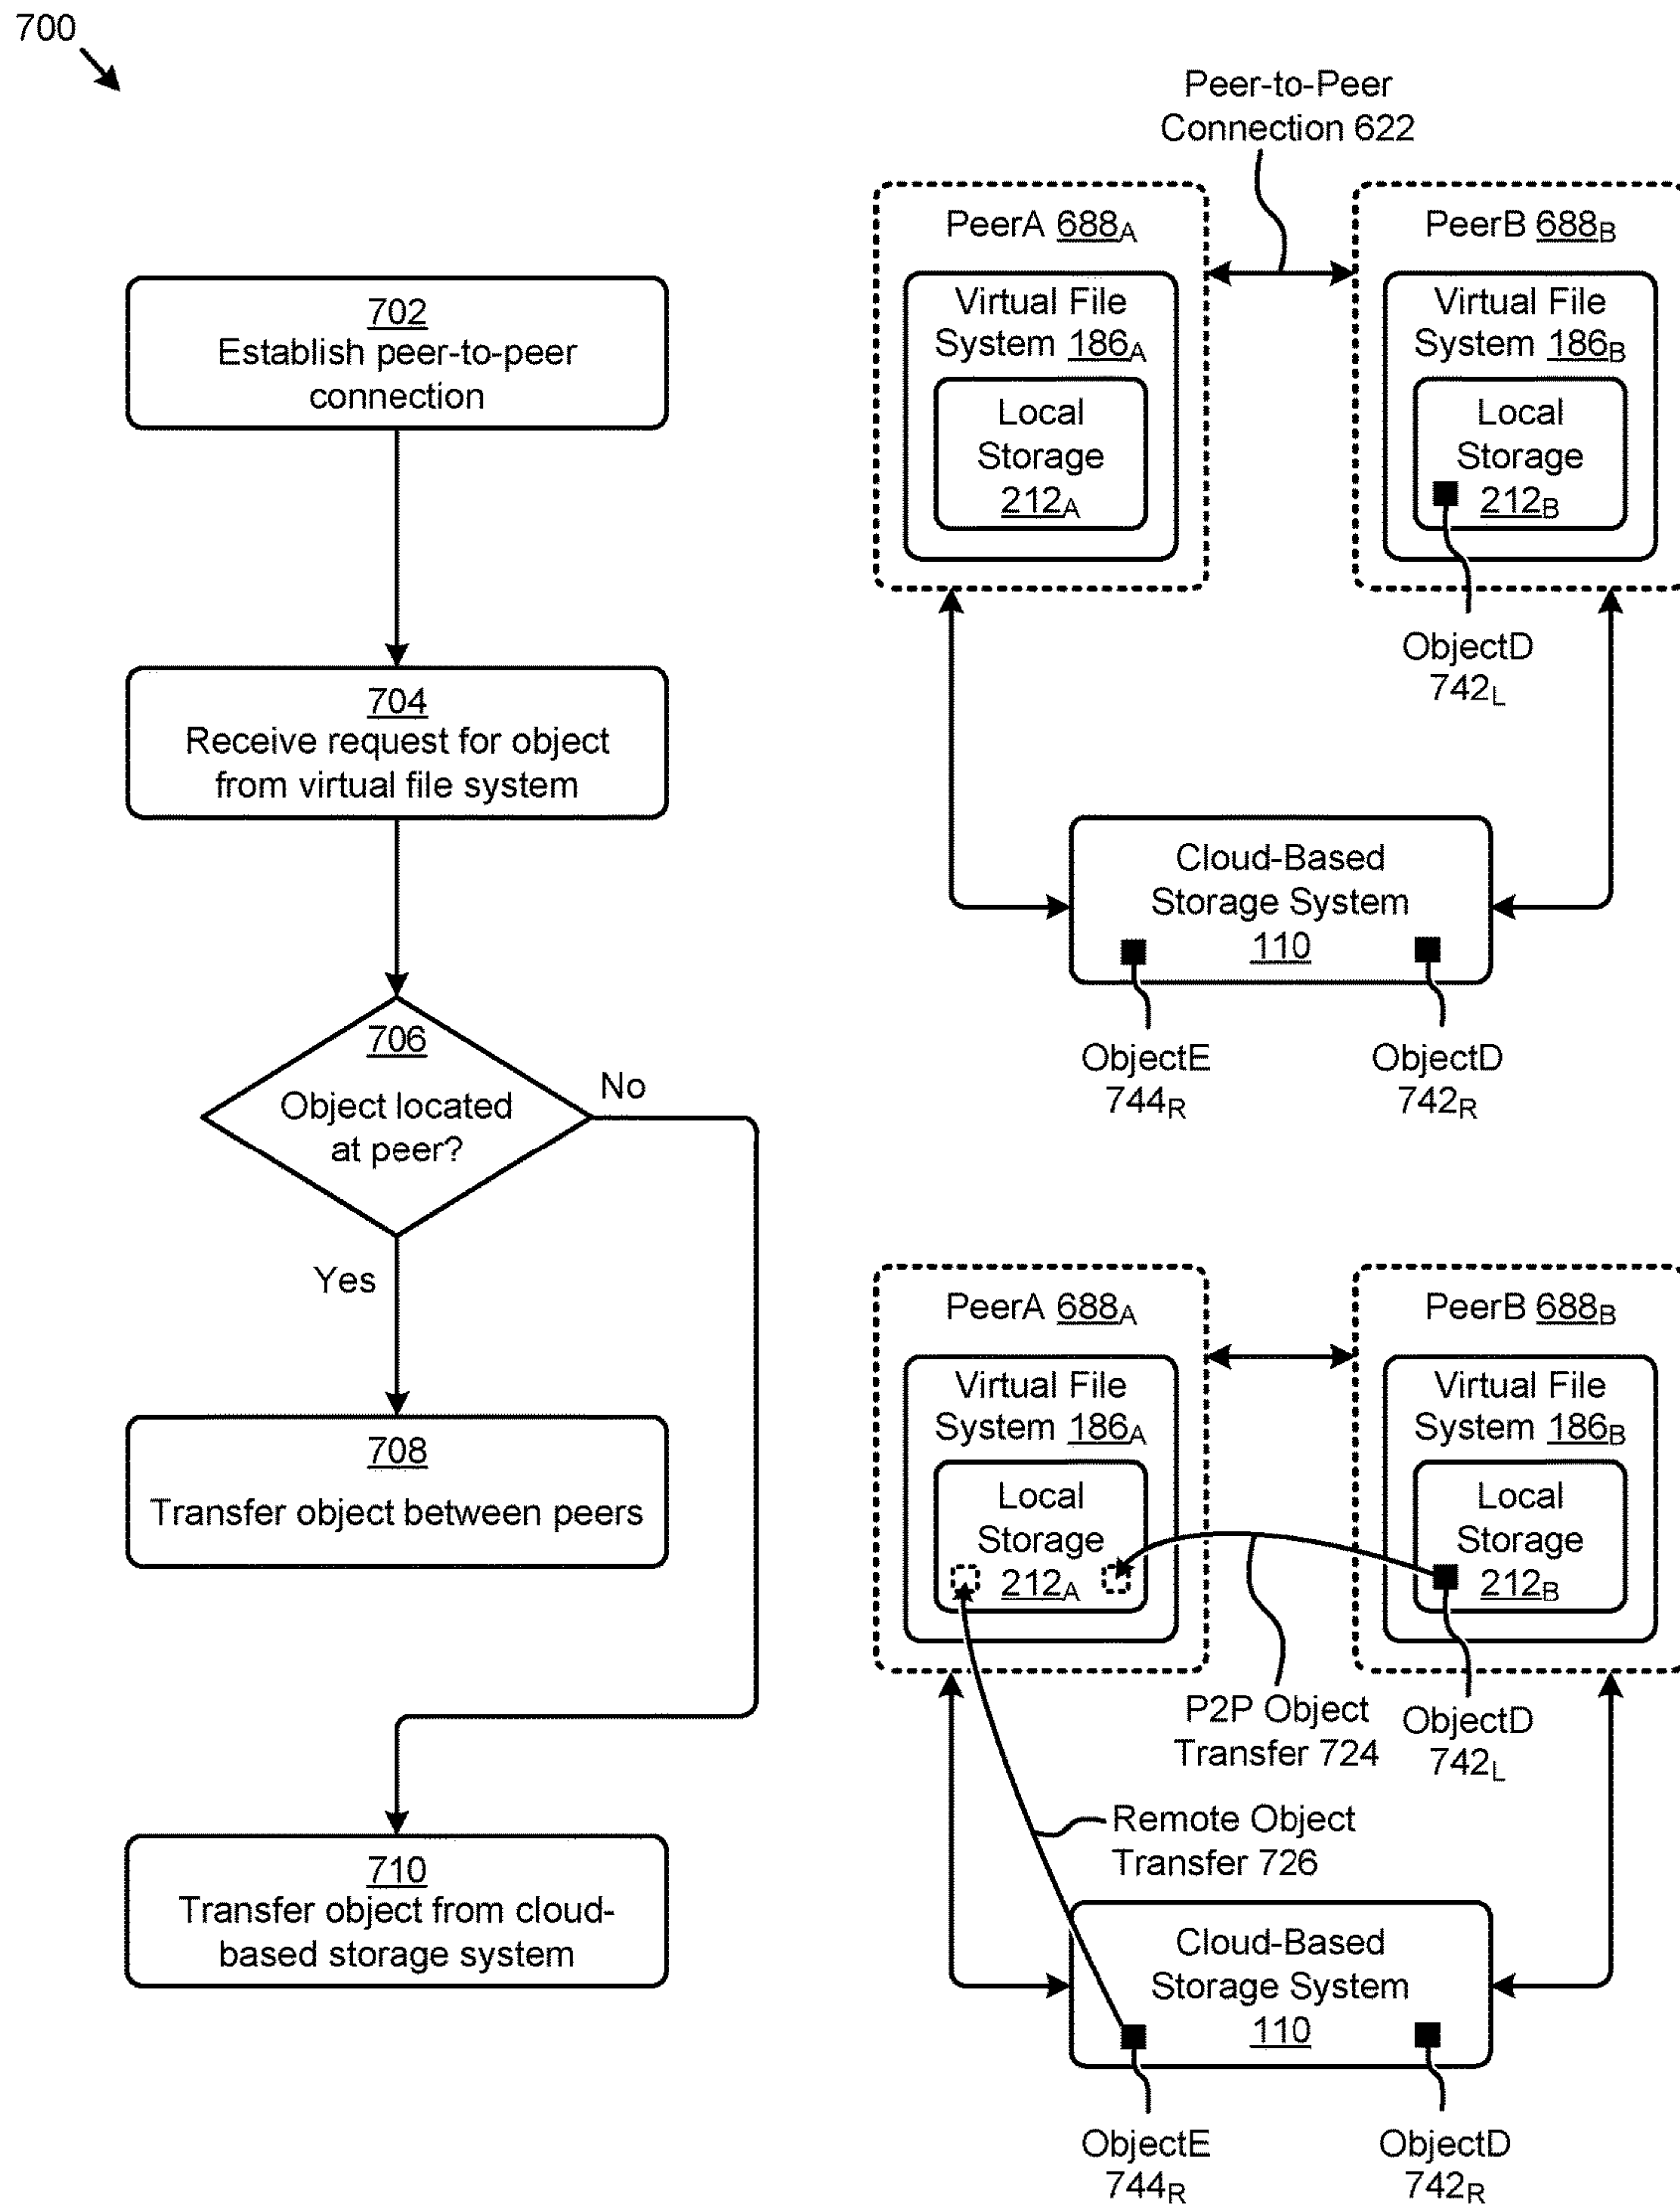 700
702
Establish peer-to-peer
connection
704
Receive request for object
from virtual file system
706
Object located
at peer?
No
Yes
708
Transfer object between peers
710
Transfer object from cloud-
based storage system
Peer-to-Peer
Connection 622
PeerA 688A
Virtual File
System 186A
Local
Storage
212A
PeerB 688B
Virtual File
System 186B
Local
Storage
212B
ObjectD
742L
Cloud-Based
Storage System
110
ObjectE
744R
ObjectD
742R
PeerA 688A
Virtual File
System 186A
Local
Storage
212A
PeerB 688B
Virtual File
System 186B
Local
Storage
212B
P2P Object
Transfer 724
ObjectD
742L
Remote Object
Transfer 726
Cloud-Based
Storage System
110
ObjectE
744R
ObjectD
742R